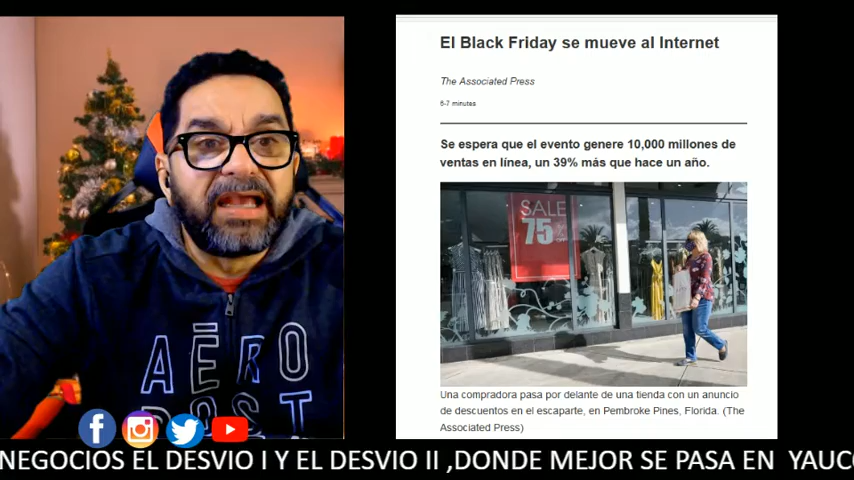 El Black Friday se mueve al Internet
The Associated Press
6-7 minutes
Se espera que el evento genere 10,000 millones de
ventas en línea, un 39% más que hace un año.
SALE
75%
Una compradora pasa por delante de una tienda con un anuncio
de descuentos en el escaparte, en Pembroke Pines, Florida. (The
Associated Press)
AĒRO
POST
NEGOCIOS EL DESVIO I Y EL DESVIO II ,DONDE MEJOR SE PASA EN YAUCO